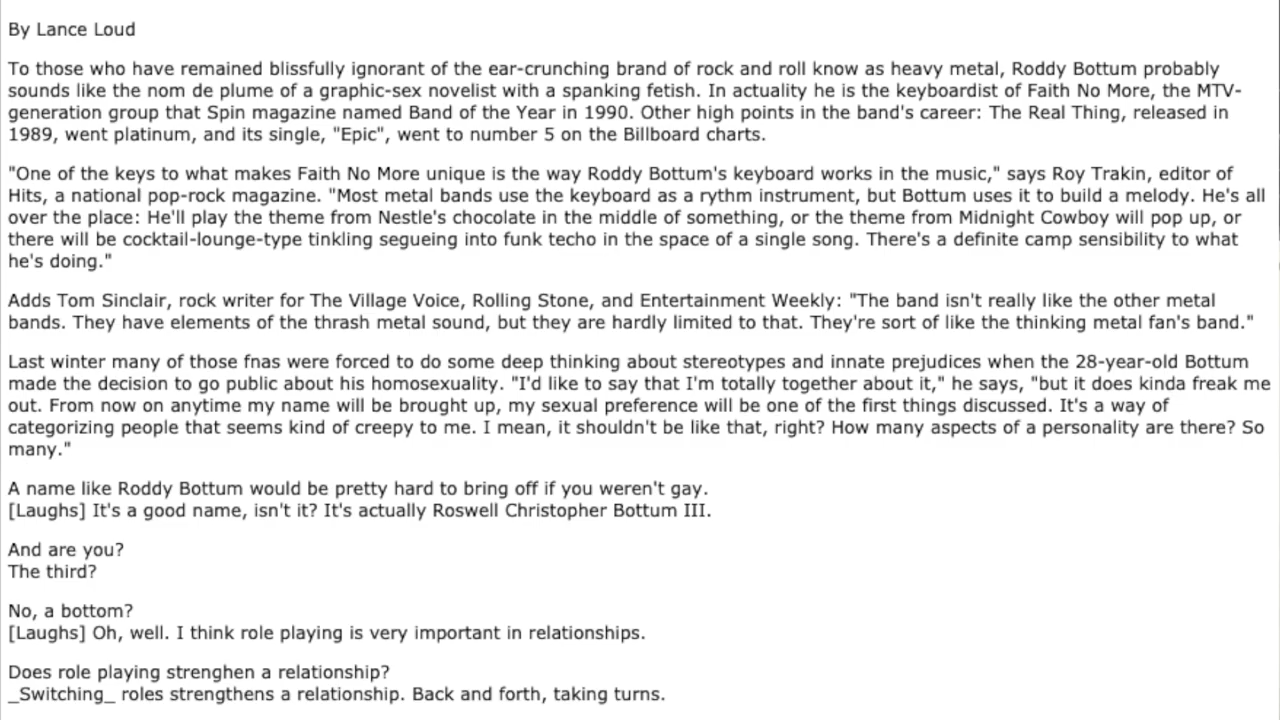 By Lance Loud
To those who have remained blissfully ignorant of the ear-crunching brand of rock and roll know as heavy metal, Roddy Bottum probably
sounds like the nom de plume of a graphic-sex novelist with a spanking fetish. In actuality he is the keyboardist of Faith No More, the MTV-
generation group that Spin magazine named Band of the Year in 1990. Other high points in the band's career: The Real Thing, released in
1989, went platinum, and its single, "Epic", went to number 5 on the Billboard charts.
"One of the keys to what makes Faith No More unique is the way Roddy Bottum's keyboard works in the music," says Roy Trakin, editor of
Hits, a national pop-rock magazine. "Most metal bands use the keyboard as a rythm instrument, but Bottum uses it to build a melody. He's all
over the place: He'll play the theme from Nestle's chocolate in the middle of something, or the theme from Midnight Cowboy will pop up, or
there will be cocktail-lounge-type tinkling segueing into funk techo in the space of a single song. There's a definite camp sensibility to what
he's doing."
Adds Tom Sinclair, rock writer for The Village Voice, Rolling Stone, and Entertainment Weekly: "The band isn't really like the other metal
bands. They have elements of the thrash metal sound, but they are hardly limited to that. They're sort of like the thinking metal fan's band."
Last winter many of those fnas were forced to do some deep thinking about stereotypes and innate prejudices when the 28-year-old Bottum
made the decision to go public about his homosexuality. "I'd like to say that I'm totally together about it," he says, "but it does kinda freak me
out. From now on anytime my name will be brought up, my sexual preference will be one of the first things discussed. It's a way of
categorizing people that seems kind of creepy to me. I mean, it shouldn't be like that, right? How many aspects of a personality are there? So
many."
A name like Roddy Bottum would be pretty hard to bring off if you weren't gay.
[Laughs] It's a good name, isn't it? It's actually Roswell Christopher Bottum III.
And are you?
The third?
No, a bottom?
[Laughs] Oh, well. I think role playing is very important in relationships.
Does role playing strenghen a relationship?
_Switching_ roles strengthens a relationship. Back and forth, taking turns.